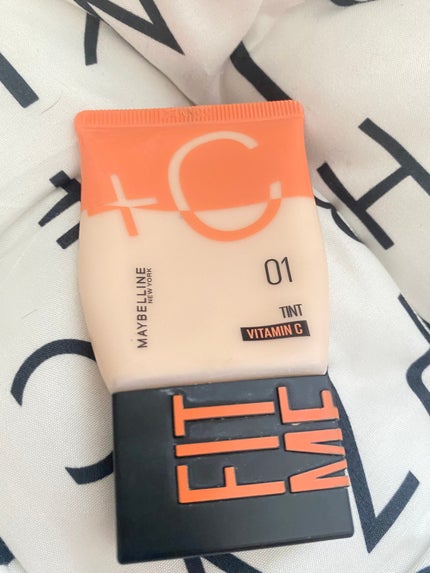 +C
01
MAYBELLINE
NEW YORK
TINT
VITAMIN C
FIT
ME